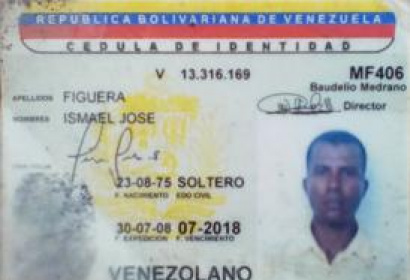 REPUBLICA BOLIVARIANA DE VENEZUELA
CEDULA DE IDENTIDAD
V 13.316.169
MF406
Baudelio Medrano
Director
APELLIDOS FIGUERA
NOMBRES ISMAEL JOSE
23-08-75 SOLTERO
F. NACIMIENTO EDO CIVIL
30-07-08 07-2018
F. EXPEDICION F. VENCIMIENTO
VENEZOLANO